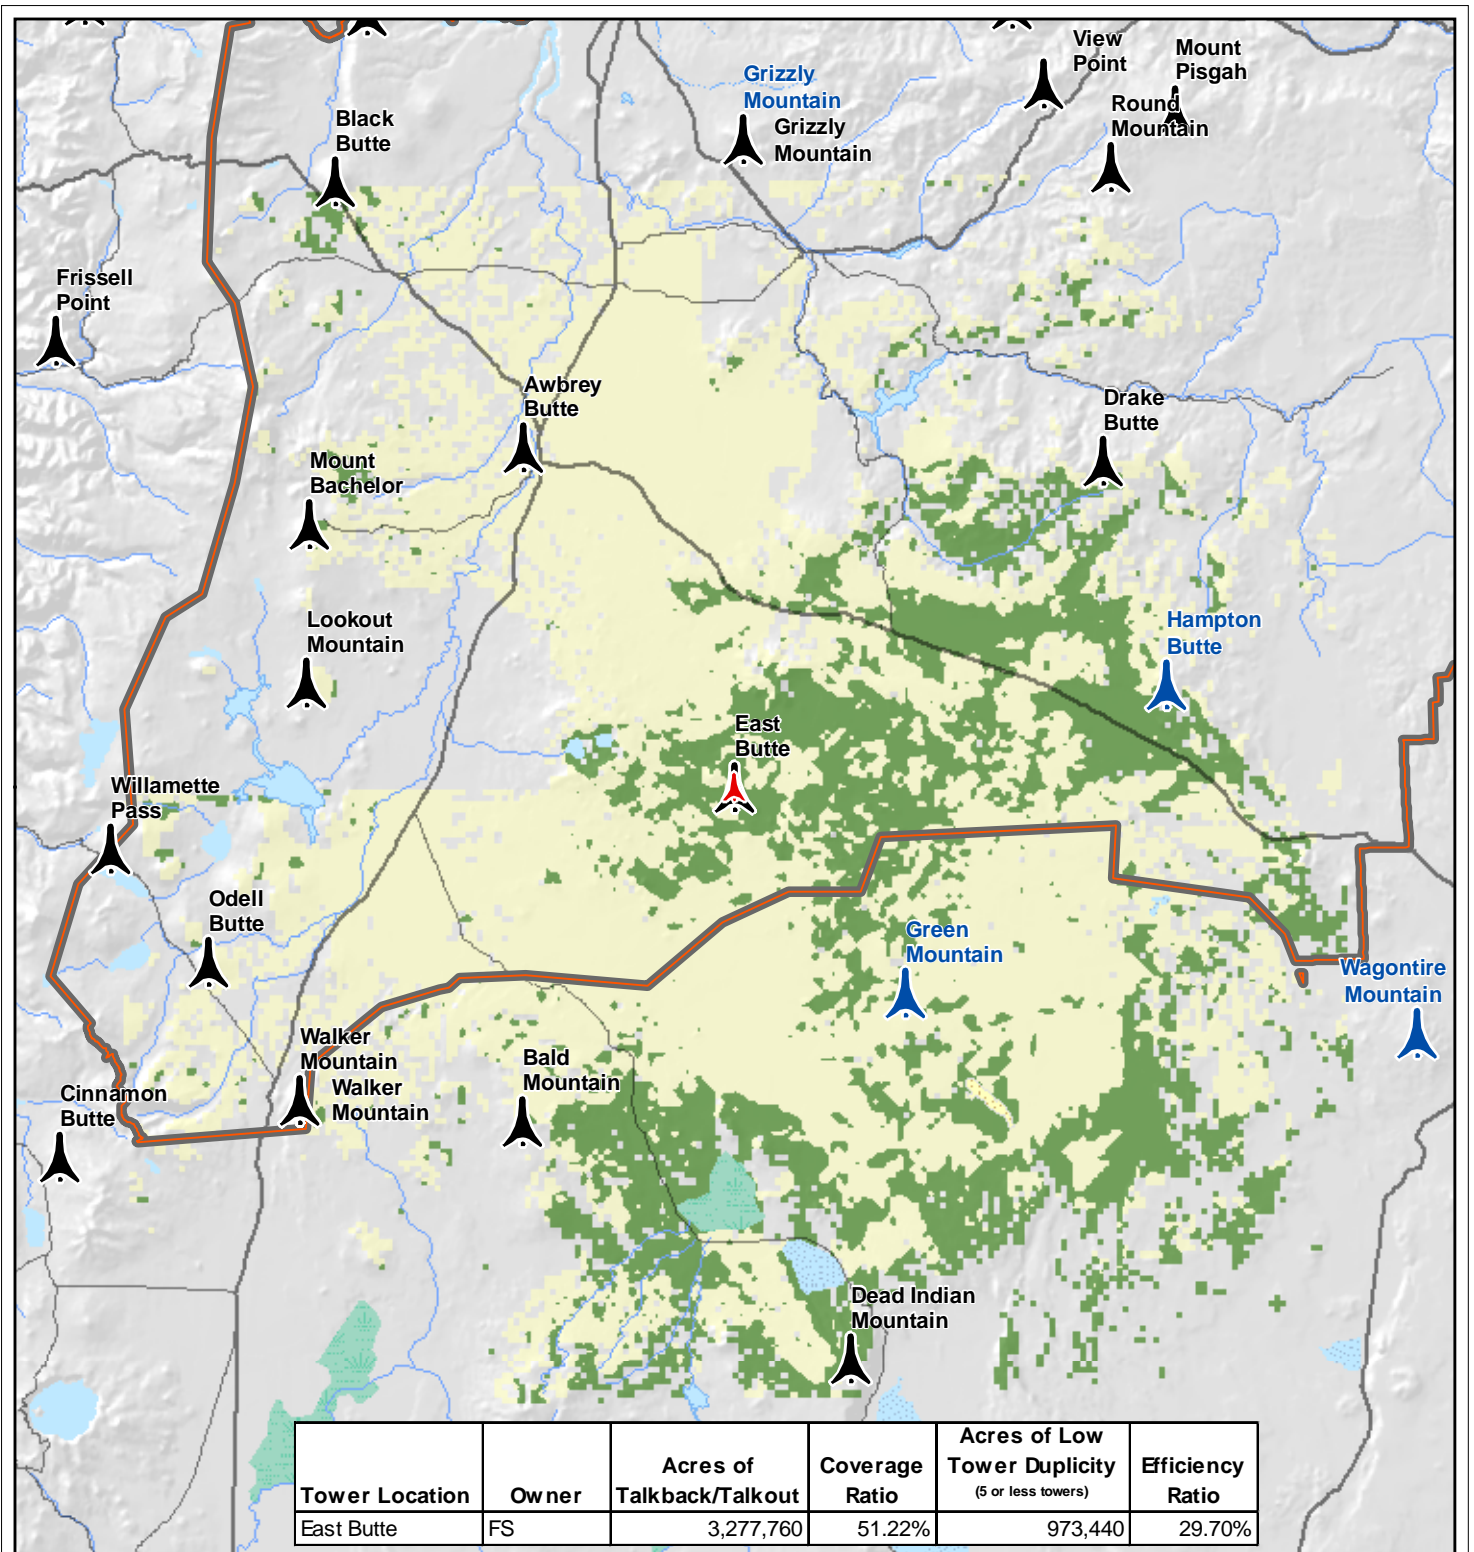 View
Point
Mount
Pisgah
Grizzly
Mountain
Grizzly
Mountain
Round
Mountain
Black
Butte
Frissell
Point
Awbrey
Butte
Drake
Butte
Mount
Bachelor
Lookout
Mountain
Hampton
Butte
East
Butte
Willamette
Pass
Odell
Butte
Green
Mountain
Wagontire
Mountain
Walker
Mountain
Walker
Mountain
Bald
Mountain
Cinnamon
Butte
Dead Indian
Mountain
Tower Location
Owner
Acres of
Talkback/Talkout
Coverage
Ratio
Acres of Low
Tower Duplicity
(5 or less towers)
Efficiency
Ratio
East Butte FS 3,277,760 51.22% 973,440 29.70%